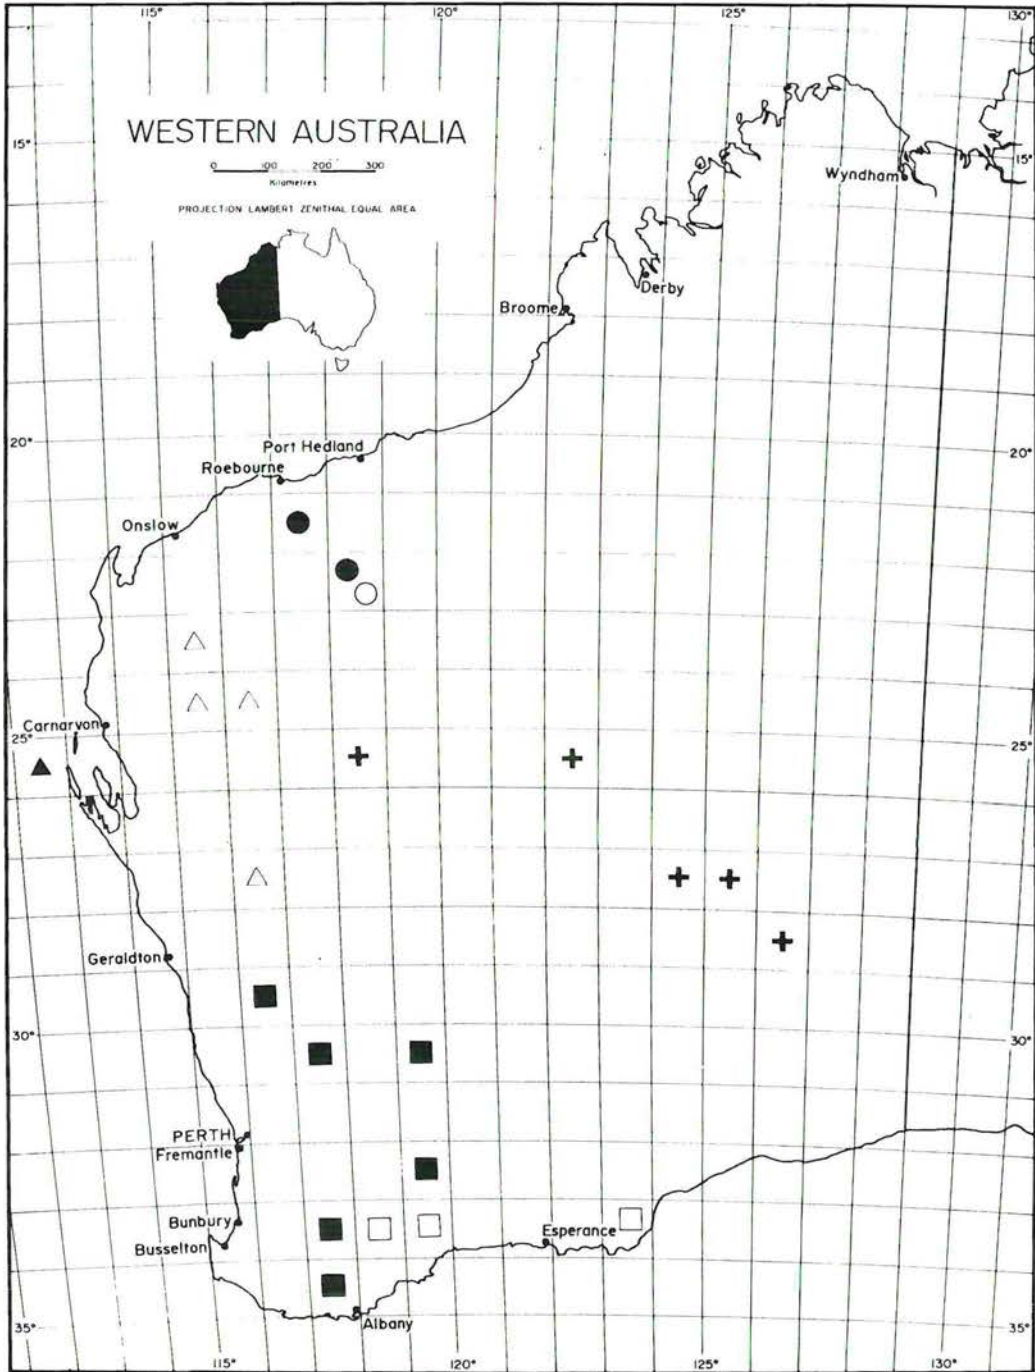 115° 120° 125° 130°
WESTERN AUSTRALIA
0 100 200 300
Kilometres
PROJECTION LAMBERT ZENITHAL EQUAL AREA
15° 15°
Wyndham
Derby
Broome
20° 20°
Port Hedland
Roebourne
Onslow
Carnarvon
25° 25°
Geraldton
30° 30°
PERTH
Fremantle
Bunbury
Busselton
Esperance
Albany
35° 35°
115° 120° 125° 130°